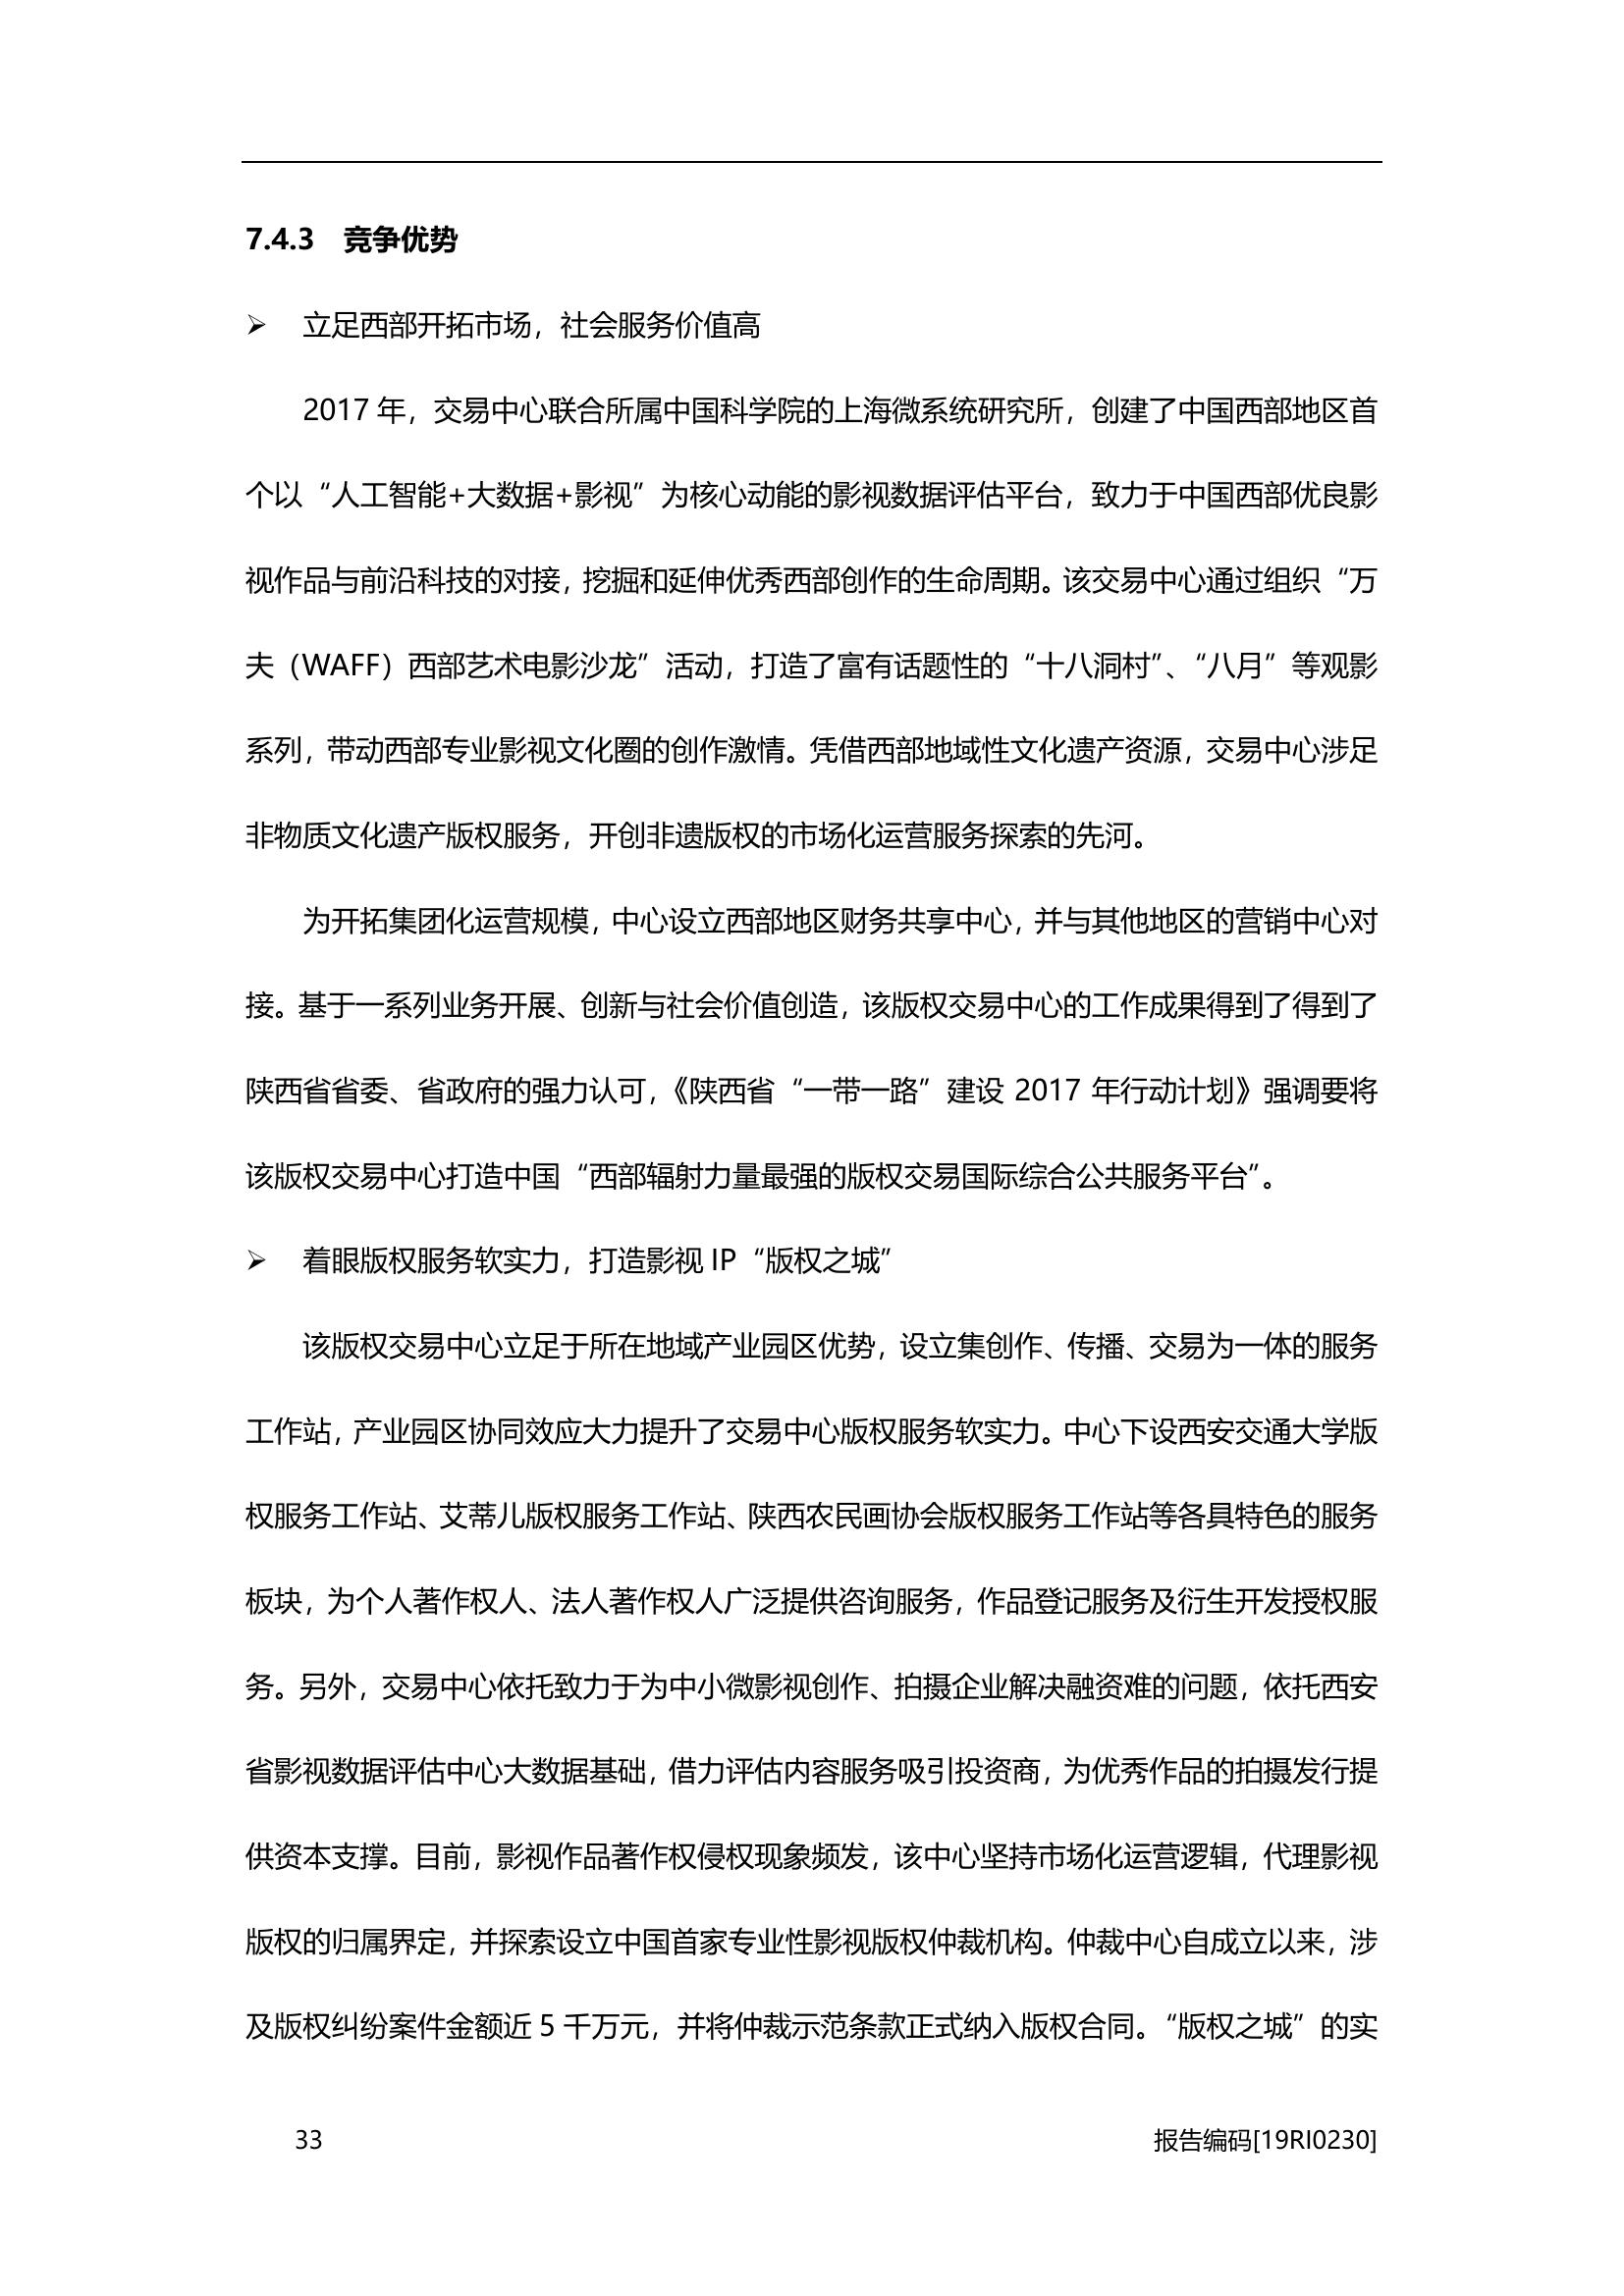 7.4.3 竞争优势
➢ 立足西部开拓市场，社会服务价值高
2017 年，交易中心联合所属中国科学院的上海微系统研究所，创建了中国西部地区首
个以“人工智能+大数据+影视”为核心动能的影视数据评估平台，致力于中国西部优良影
视作品与前沿科技的对接，挖掘和延伸优秀西部创作的生命周期。该交易中心通过组织“万
夫（WAFF）西部艺术电影沙龙”活动，打造了富有话题性的“十八洞村”、“八月”等观影
系列，带动西部专业影视文化圈的创作激情。凭借西部地域性文化遗产资源，交易中心涉足
非物质文化遗产版权服务，开创非遗版权的市场化运营服务探索的先河。
为开拓集团化运营规模，中心设立西部地区财务共享中心，并与其他地区的营销中心对
接。基于一系列业务开展、创新与社会价值创造，该版权交易中心的工作成果得到了得到了
陕西省省委、省政府的强力认可，《陕西省“一带一路”建设 2017 年行动计划》强调要将
该版权交易中心打造中国“西部辐射力量最强的版权交易国际综合公共服务平台”。
➢ 着眼版权服务软实力，打造影视 IP“版权之城”
该版权交易中心立足于所在地域产业园区优势，设立集创作、传播、交易为一体的服务
工作站，产业园区协同效应大力提升了交易中心版权服务软实力。中心下设西安交通大学版
权服务工作站、艾蒂儿版权服务工作站、陕西农民画协会版权服务工作站等各具特色的服务
板块，为个人著作权人、法人著作权人广泛提供咨询服务，作品登记服务及衍生开发授权服
务。另外，交易中心依托致力于为中小微影视创作、拍摄企业解决融资难的问题，依托西安
省影视数据评估中心大数据基础，借力评估内容服务吸引投资商，为优秀作品的拍摄发行提
供资本支撑。目前，影视作品著作权侵权现象频发，该中心坚持市场化运营逻辑，代理影视
版权的归属界定，并探索设立中国首家专业性影视版权仲裁机构。仲裁中心自成立以来，涉
及版权纠纷案件金额近 5 千万元，并将仲裁示范条款正式纳入版权合同。“版权之城”的实
33 报告编码[19RI0230]